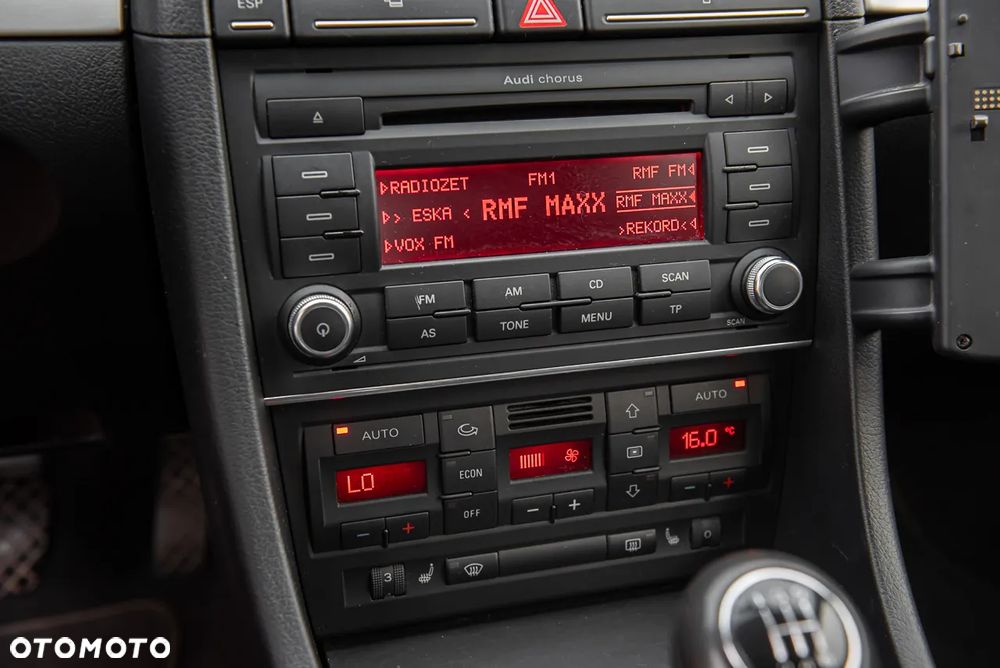 ESP
Audi chorus
RADIOZET FM1 RMF FM
> ESKA < RMF MAXX RMF MAXX
VOX FM >REKORD<
FM AM CD SCAN
AS TONE MENU TP
SCAN
AUTO AUTO
ECON
LO 16.0 °C
OFF
- + - + - +
3 0
OTOMOTO